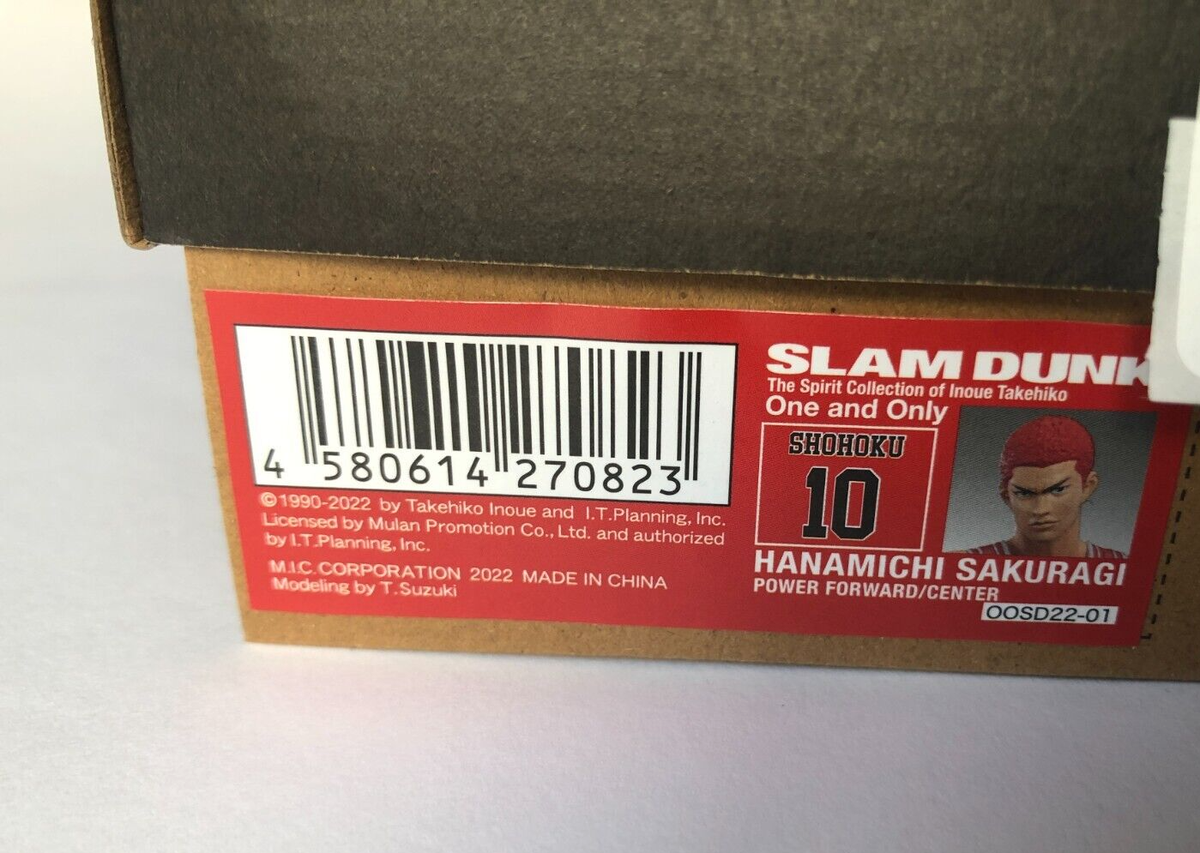 4 580614 270823
©1990-2022 by Takehiko Inoue and I.T.Planning, Inc.
Licensed by Mulan Promotion Co., Ltd. and authorized
by I.T.Planning, Inc.
M.I.C. CORPORATION 2022 MADE IN CHINA
Modeling by T. Suzuki
SLAM DUNK
The Spirit Collection of Inoue Takehiko
One and Only
SHOHOKU
10
HANAMICHI SAKURAGI
POWER FORWARD/CENTER
OOSD22-01